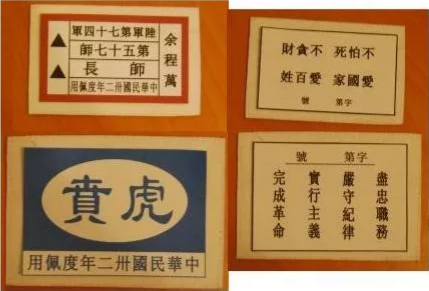 余程萬
陸軍第七十四軍
第五十七師
師長
中華民國卅二年度佩用
▲
▲
不怕死 不貪財
愛國家 愛百姓
字第 號
虎賁
中華民國卅二年度佩用
字第 號
盡忠職務
嚴守紀律
實行主義
完成革命